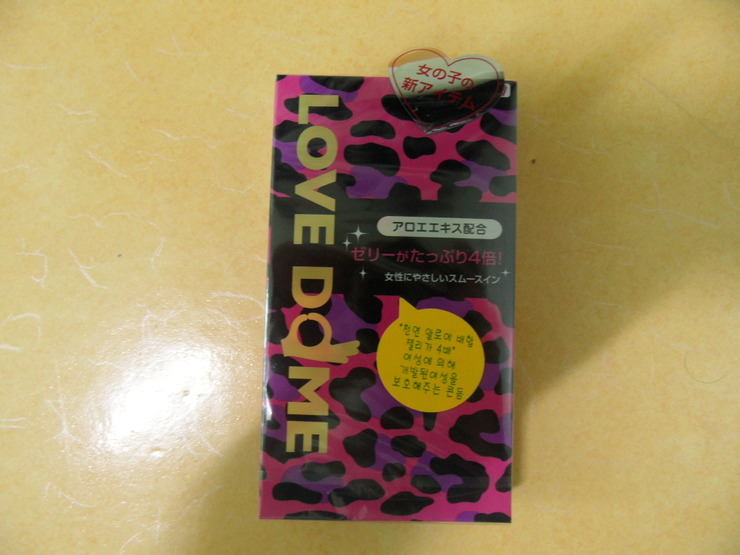 女の子の
新アイテム
LOVE DOME
アロエエキス配合
ゼリーがたっぷり4倍!
女性にやさしいスムースイン
"천연 알로에 배합
젤리가 4배"
여성에 의해
개발된 여성을
보호해주는 필름